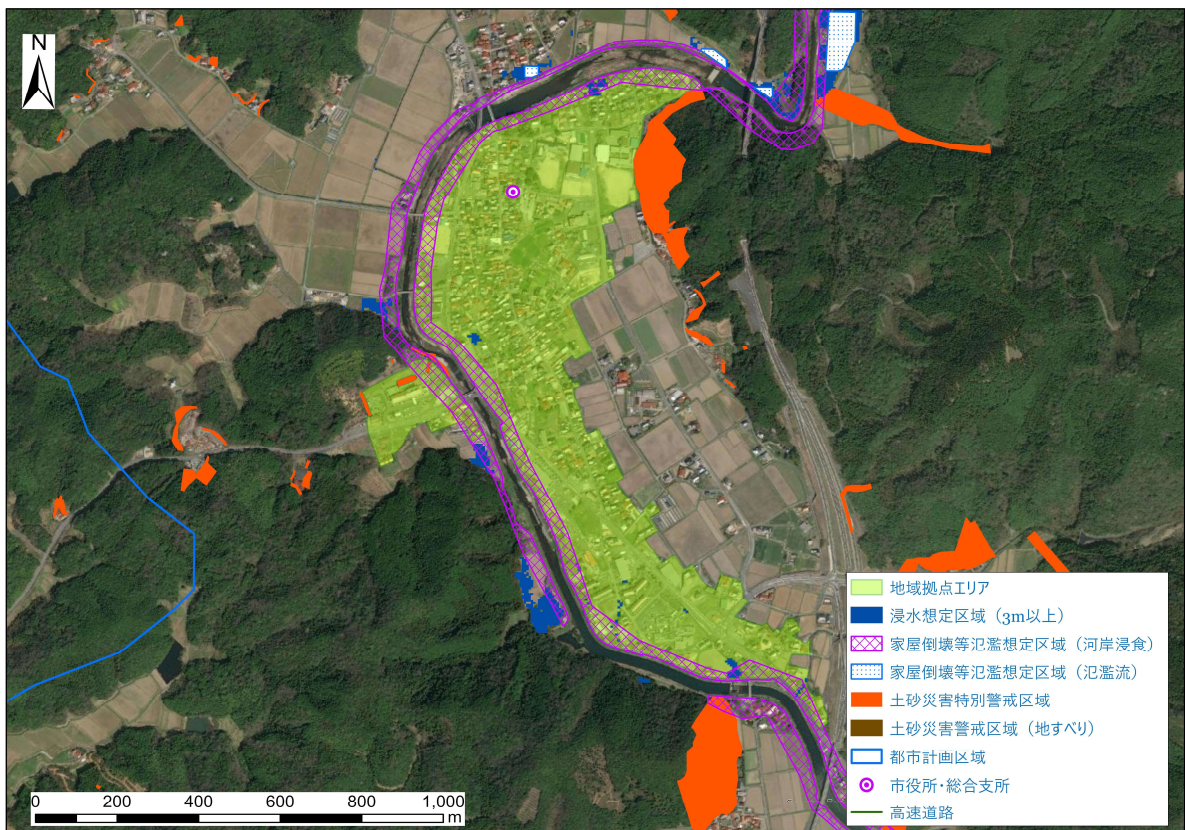 N
地域拠点エリア
浸水想定区域（3m以上）
家屋倒壊等氾濫想定区域（河岸浸食）
家屋倒壊等氾濫想定区域（氾濫流）
土砂災害特別警戒区域
土砂災害警戒区域（地すべり）
都市計画区域
市役所・総合支所
高速道路
0 200 400 600 800 1,000
m